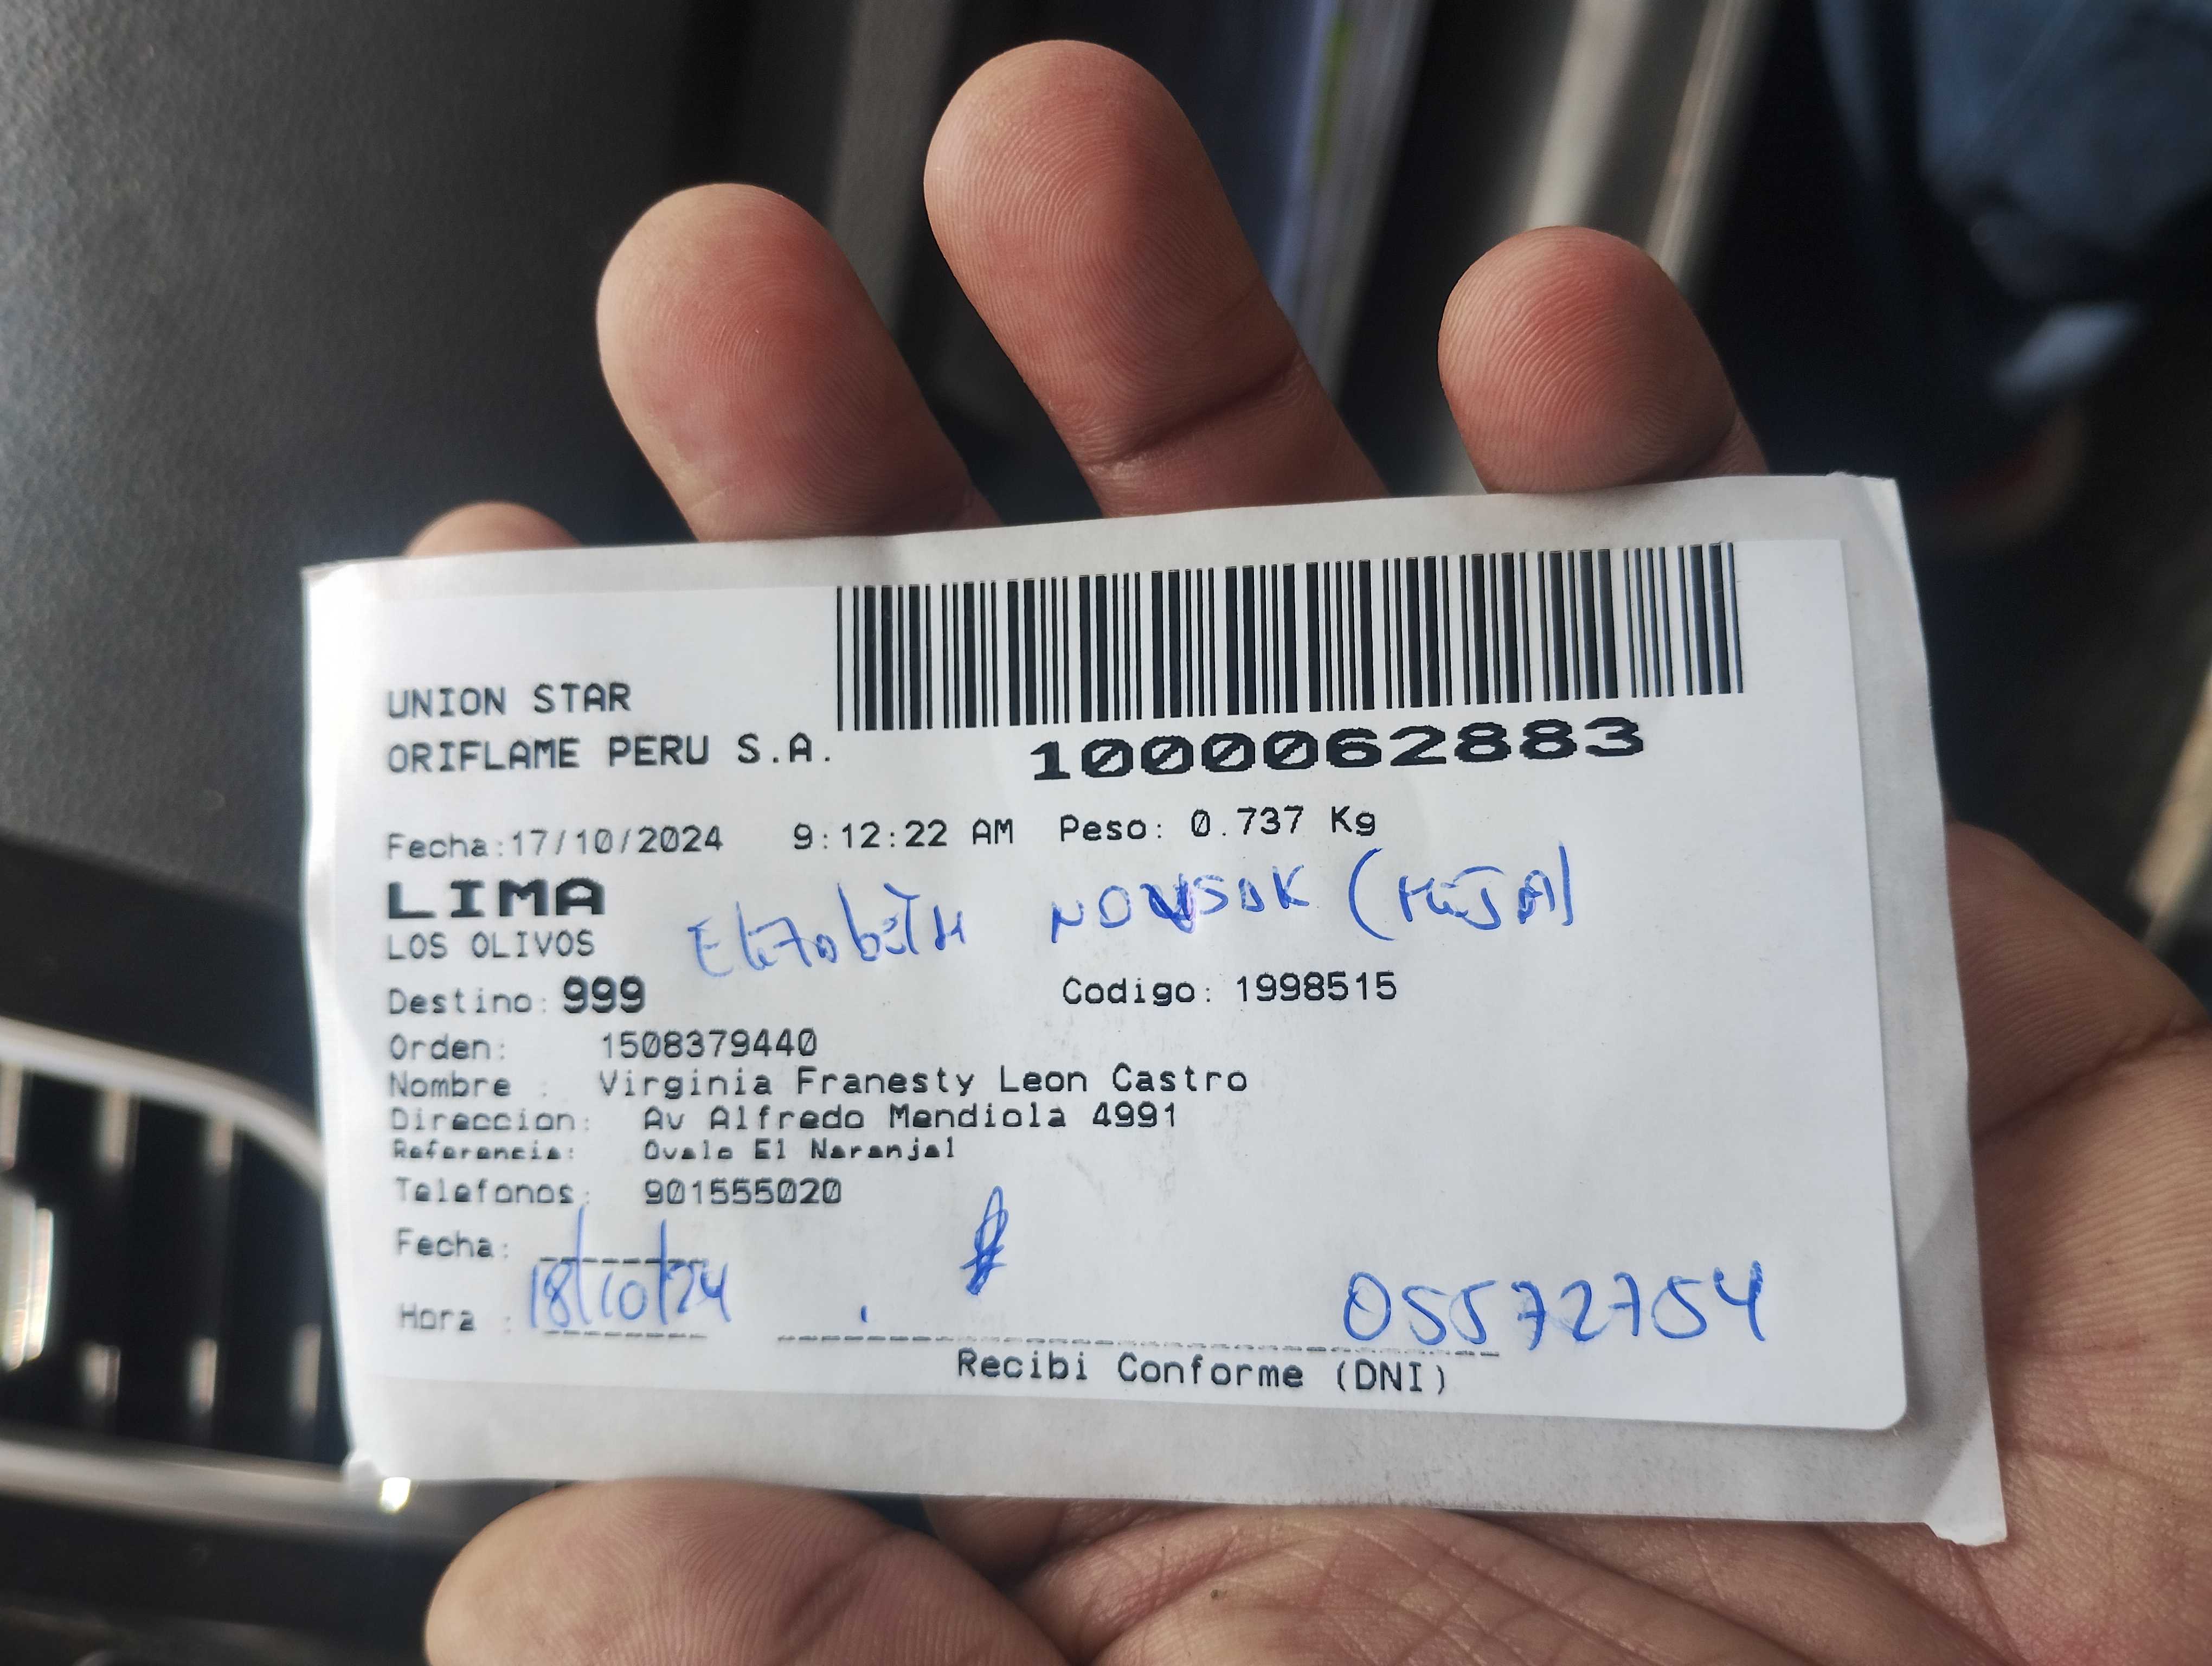 UNION STAR
ORIFLAME PERU S.A.
1000062883
Fecha:17/10/2024 9:12:22 AM Peso: 0.737 Kg
LIMA
LOS OLIVOS
Destino: 999 Codigo: 1998515
Orden: 1508379440
Nombre : Virginia Franesty Leon Castro
Direccion: Av Alfredo Mendiola 4991
Referencia: Ovalo El Naranjal
Telefonos: 901555020
Fecha:
18/10/24
Hora :
05572754
Recibi Conforme (DNI)